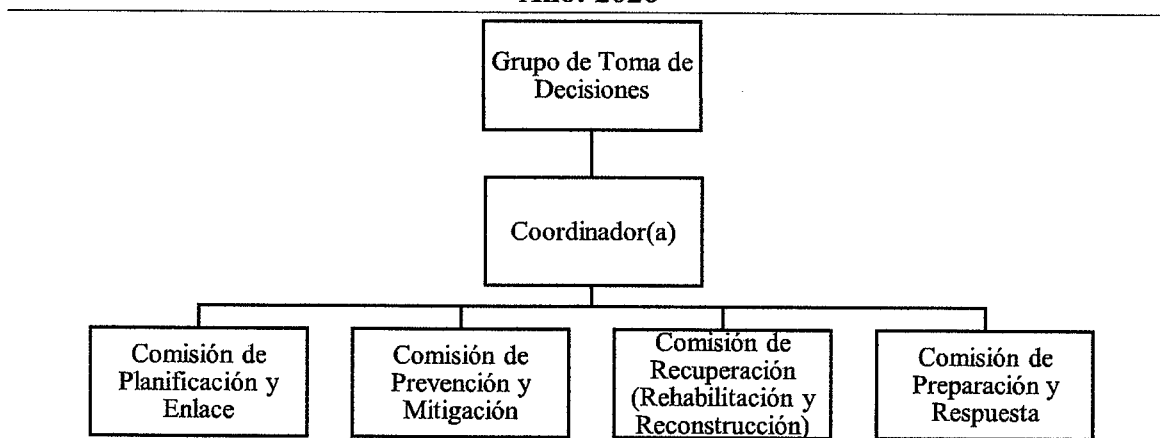 Grupo de Toma de
Decisiones
Coordinador(a)
Comisión de
Planificación y
Enlace
Comisión de
Prevención y
Mitigación
Comisión de
Recuperación
(Rehabilitación y
Reconstrucción)
Comisión de
Preparación y
Respuesta